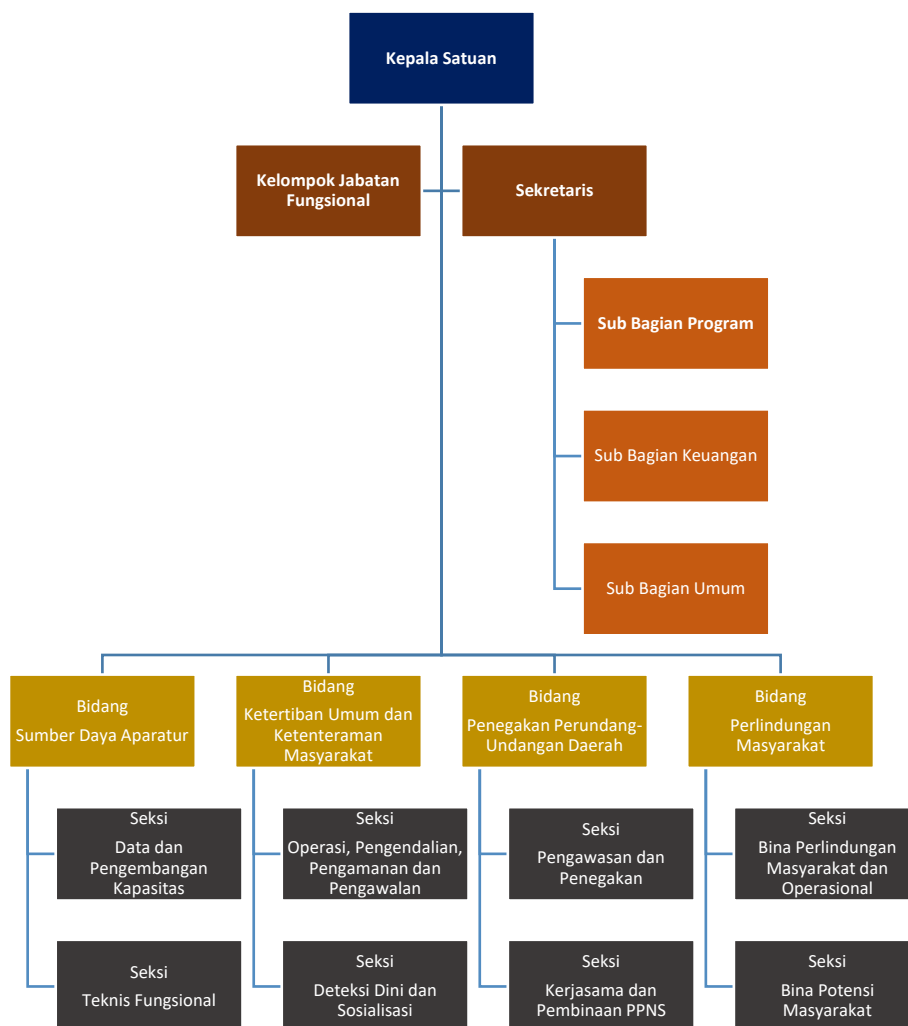 Kepala Satuan
Kelompok Jabatan
Fungsional
Sekretaris
Sub Bagian Program
Sub Bagian Keuangan
Sub Bagian Umum
Bidang
Sumber Daya Aparatur
Bidang
Ketertiban Umum dan
Ketenteraman
Masyarakat
Bidang
Penegakan Perundang-
Undangan Daerah
Bidang
Perlindungan
Masyarakat
Seksi
Data dan
Pengembangan
Kapasitas
Seksi
Operasi, Pengendalian,
Pengamanan dan
Pengawalan
Seksi
Pengawasan dan
Penegakan
Seksi
Bina Perlindungan
Masyarakat dan
Operasional
Seksi
Teknis Fungsional
Seksi
Deteksi Dini dan
Sosialisasi
Seksi
Kerjasama dan
Pembinaan PPNS
Seksi
Bina Potensi
Masyarakat